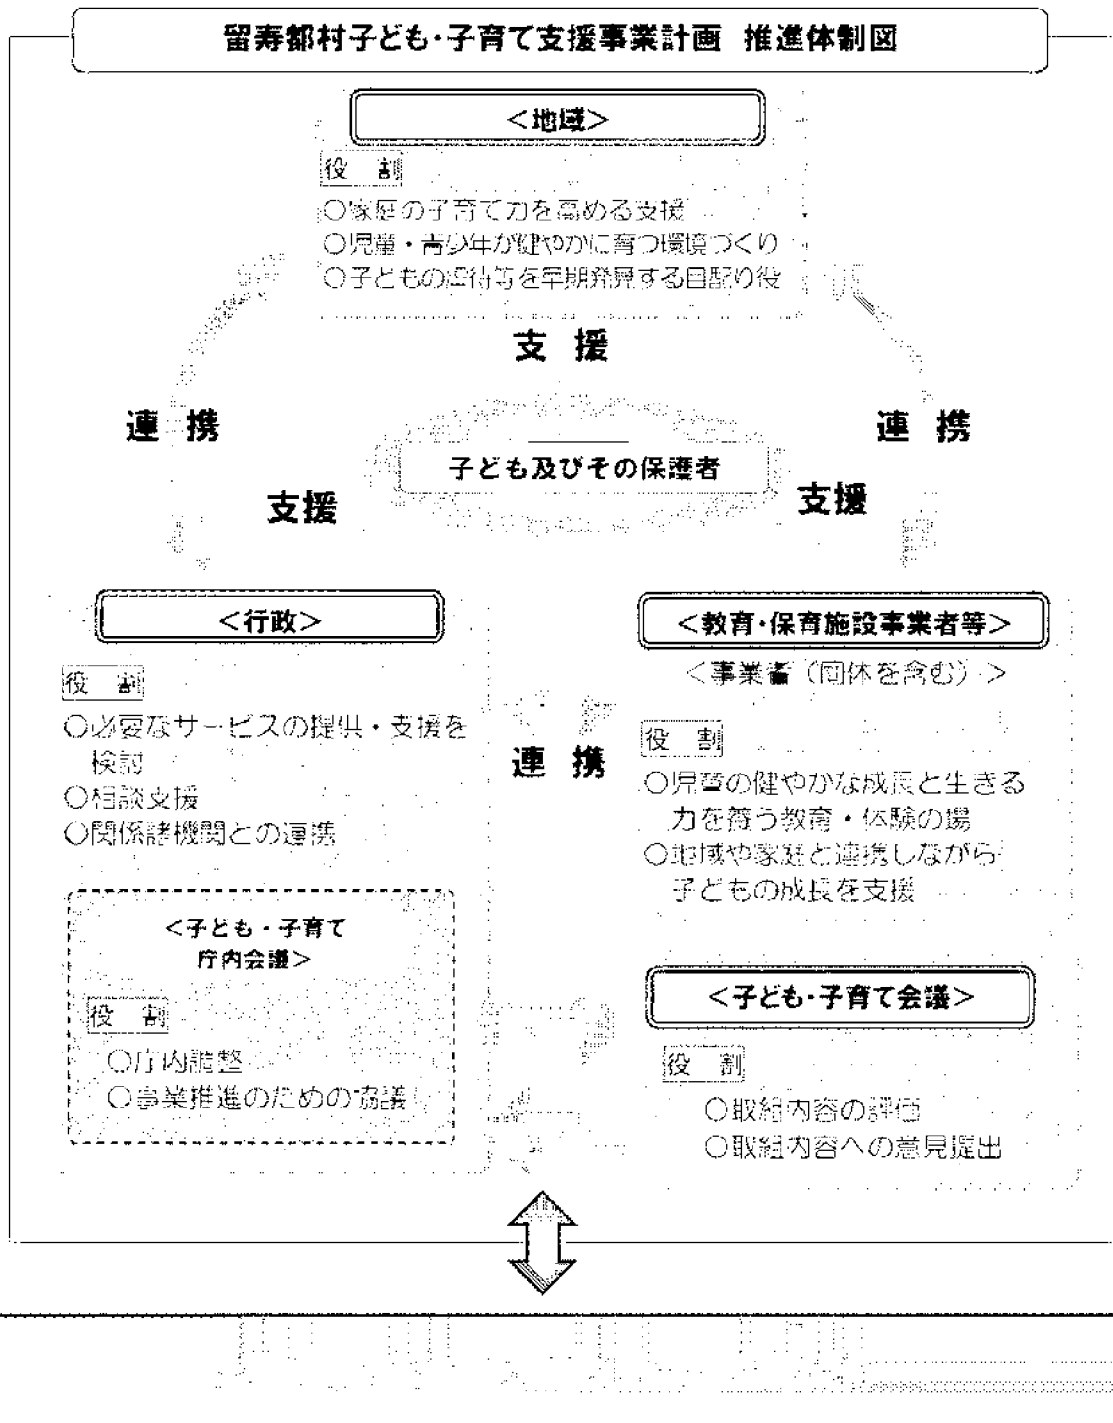 留寿都村子ども・子育て支援事業計画 推進体制図
＜地域＞
役 割
○家庭の子育て力を高める支援
○児童・青少年が健やかに育つ環境づくり
○子どもの虐待等を早期発見する目配り役
支 援
連 携
連 携
子ども及びその保護者
支援
支援
＜行政＞
役 割
○必要なサービスの提供・支援を
検討
○相談支援
○関係諸機関との連携
連 携
＜教育・保育施設事業者等＞
＜事業者（団体を含む）＞
役 割
○児童の健やかな成長と生きる
力を養う教育・体験の場
○地域や家庭と連携しながら
子どもの成長を支援
＜子ども・子育て
庁内会議＞
役 割
○庁内調整
○事業推進のための協議
＜子ども・子育て会議＞
役 割
○取組内容の評価
○取組内容への意見提出